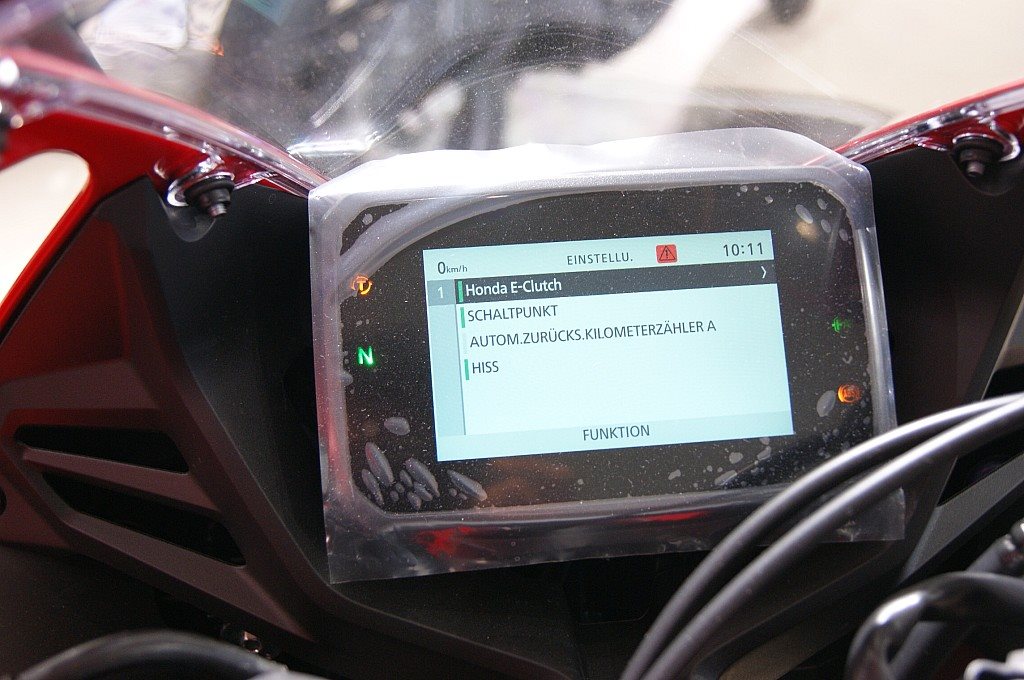 0km/h EINSTELLU. 10:11
1 Honda E-Clutch
SCHALTPUNKT
AUTOM.ZURÜCKS.KILOMETERZÄHLER A
HISS
FUNKTION
T
N